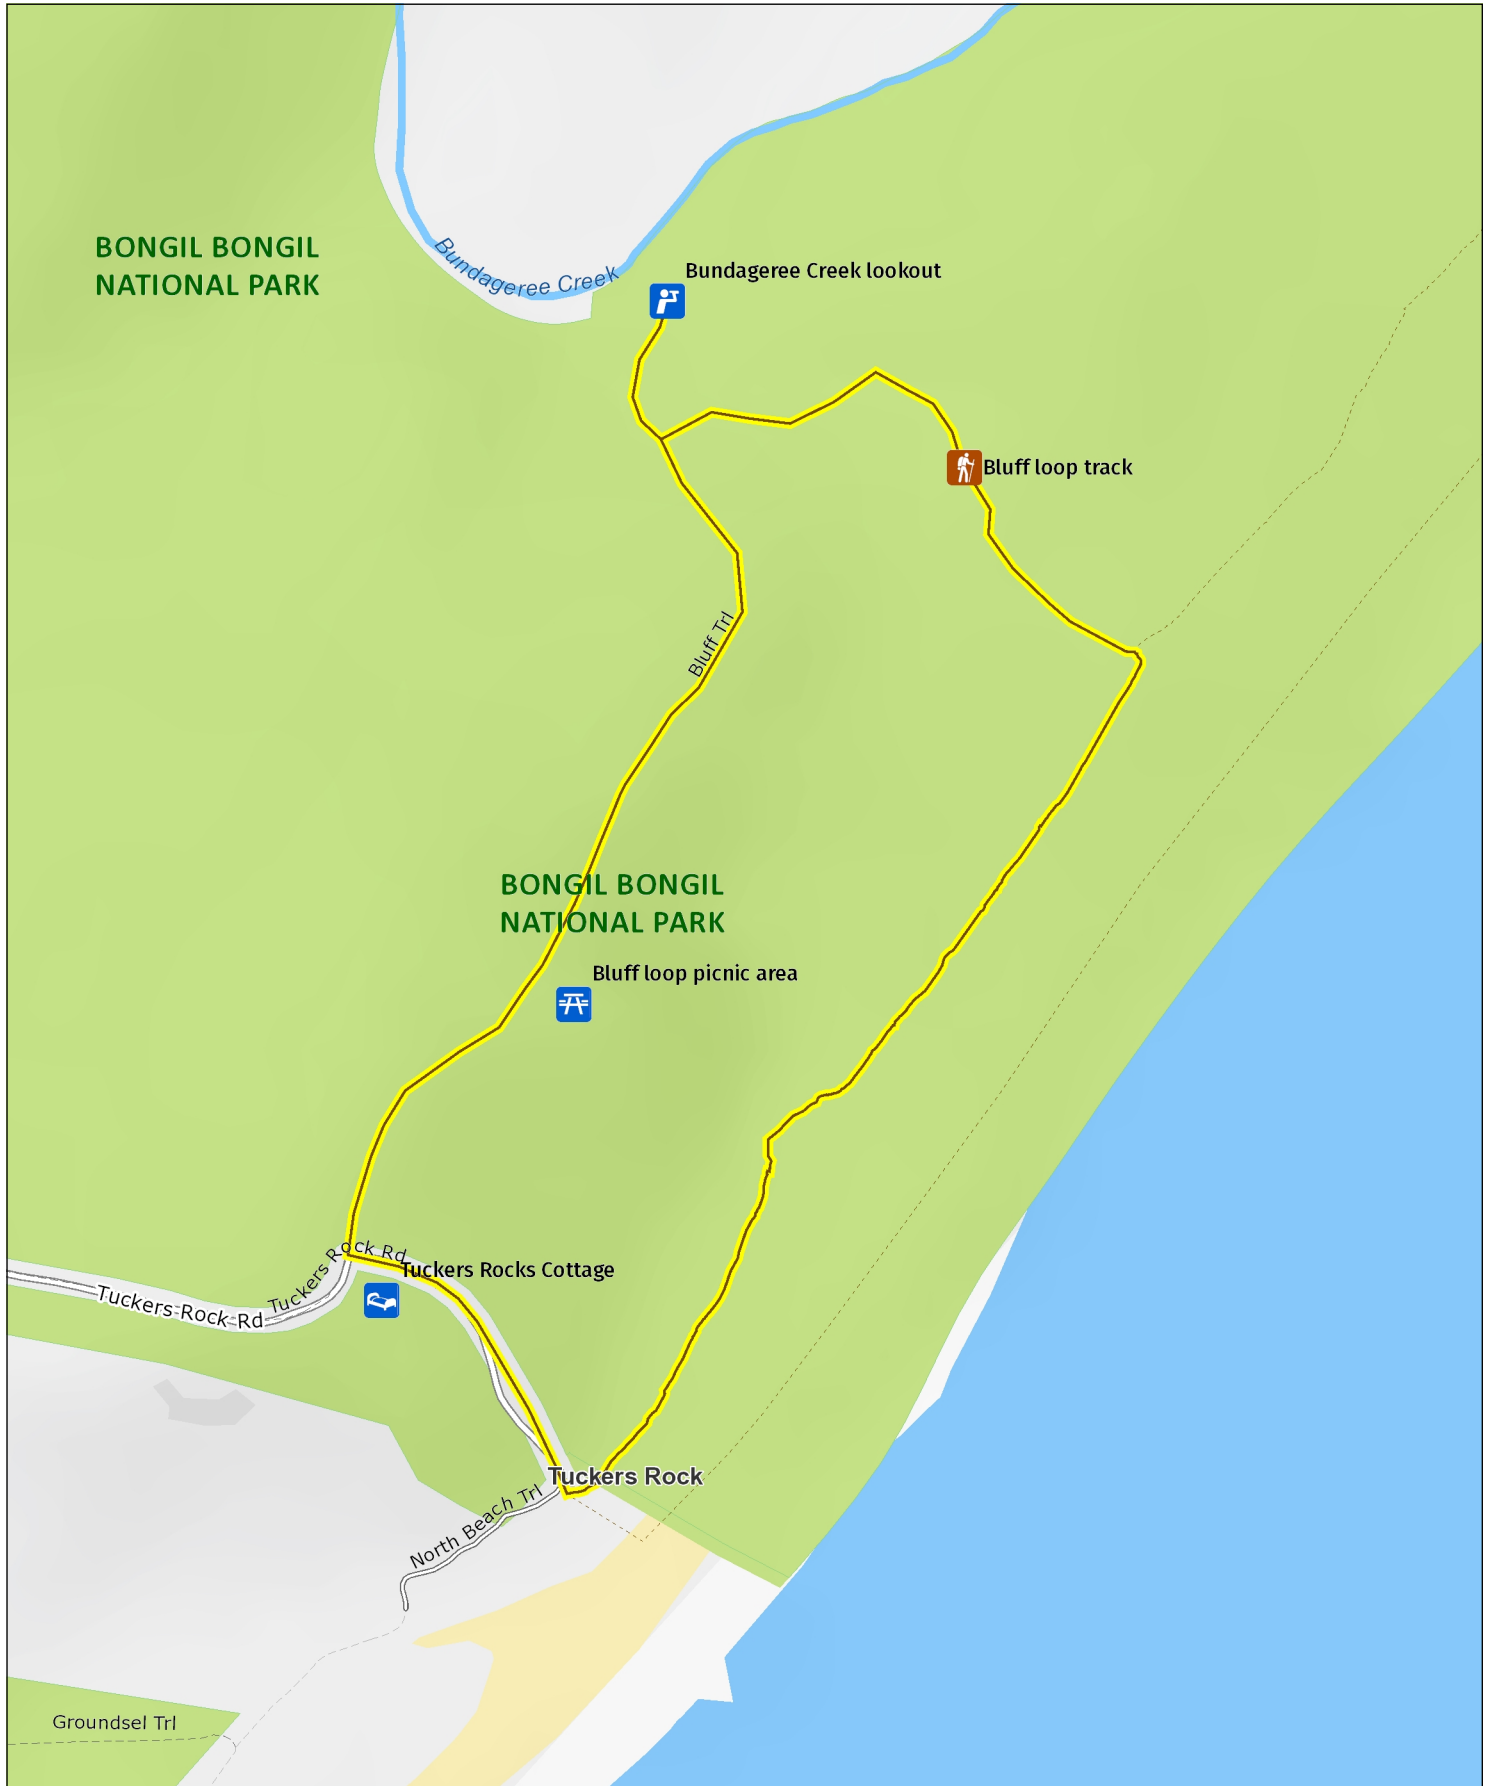 BONGIL BONGIL
NATIONAL PARK
Bundageree Creek
Bundageree Creek lookout
Bluff loop track
Bluff Trl
BONGIL BONGIL
NATIONAL PARK
Bluff loop picnic area
Tuckers Rock Rd
Tuckers Rocks Cottage
Tuckers Rock Rd
Tuckers Rock
North Beach Trl
Groundsel Trl